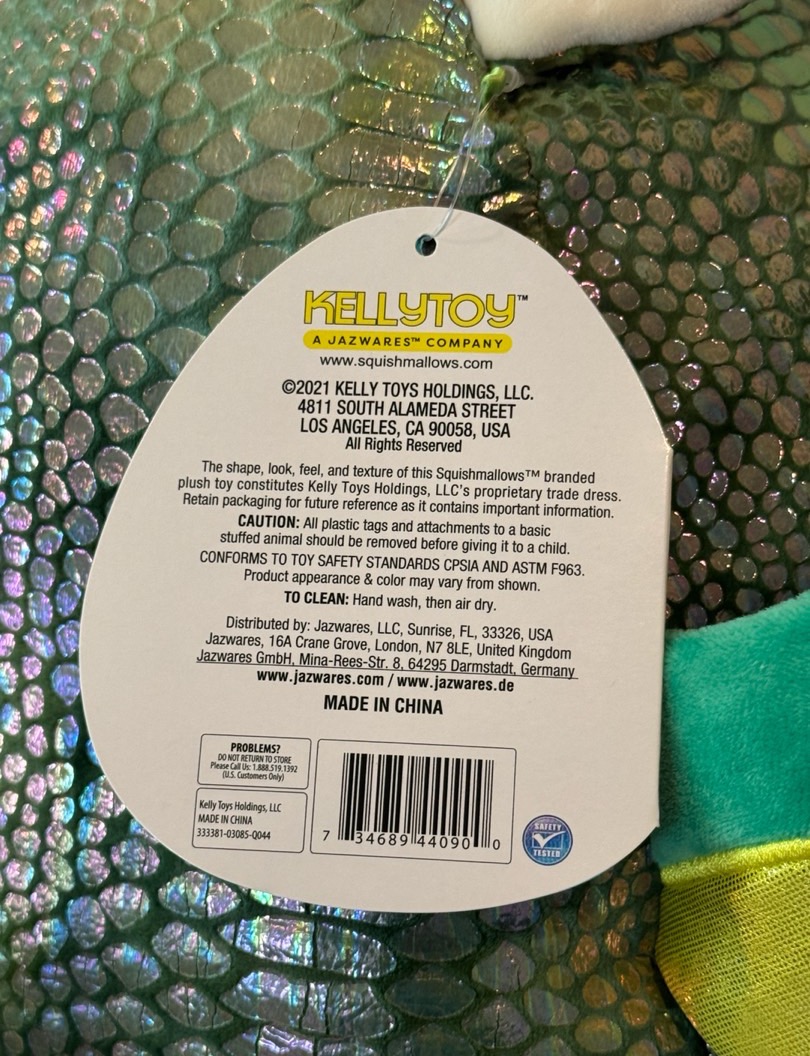 KELLYTOY™
A JAZWARES™ COMPANY
www.squishmallows.com
©2021 KELLY TOYS HOLDINGS, LLC.
4811 SOUTH ALAMEDA STREET
LOS ANGELES, CA 90058, USA
All Rights Reserved
The shape, look, feel, and texture of this Squishmallows™ branded
plush toy constitutes Kelly Toys Holdings, LLC's proprietary trade dress.
Retain packaging for future reference as it contains important information.
CAUTION: All plastic tags and attachments to a basic
stuffed animal should be removed before giving it to a child.
CONFORMS TO TOY SAFETY STANDARDS CPSIA AND ASTM F963.
Product appearance & color may vary from shown.
TO CLEAN: Hand wash, then air dry.
Distributed by: Jazwares, LLC, Sunrise, FL, 33326, USA
Jazwares, 16A Crane Grove, London, N7 8LE, United Kingdom
Jazwares GmbH, Mina-Rees-Str. 8, 64295 Darmstadt, Germany
www.jazwares.com / www.jazwares.de
MADE IN CHINA
PROBLEMS?
DO NOT RETURN TO STORE
Please Call Us: 1.888.519.1392
(U.S. Customers Only)
Kelly Toys Holdings, LLC
MADE IN CHINA
333381-03085-Q044
7 34689 44090 0
SAFETY
TESTED